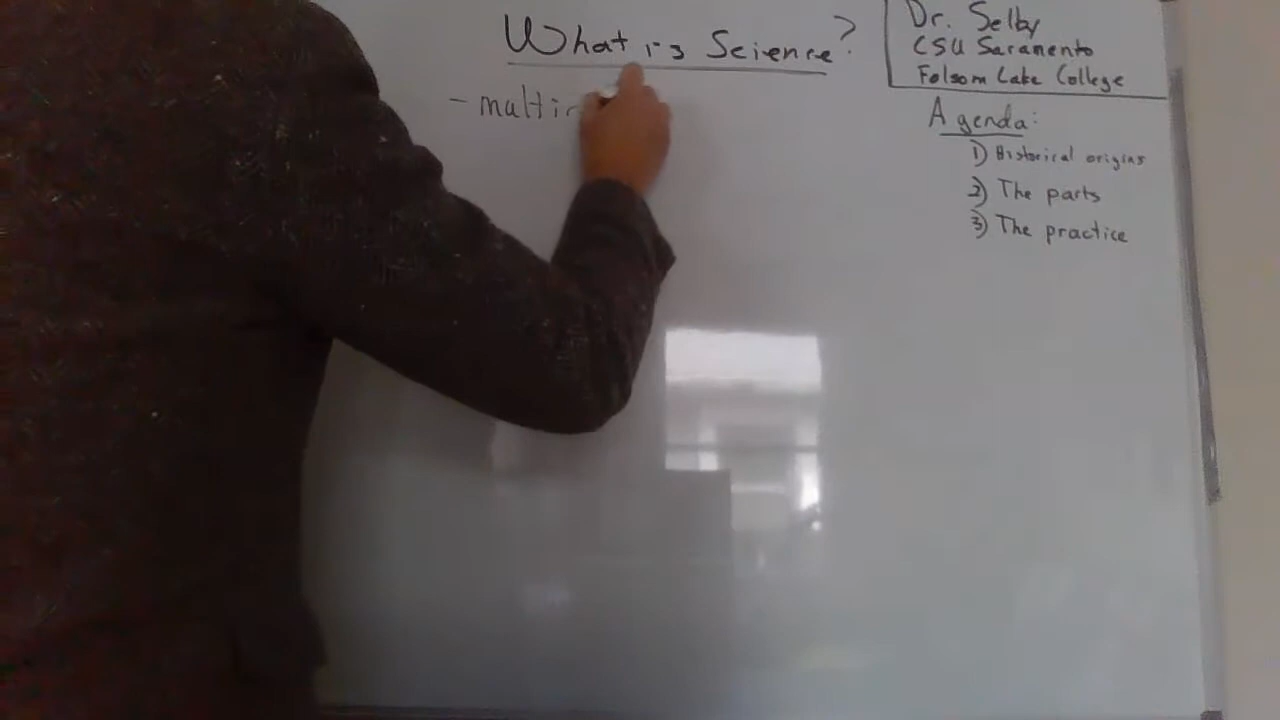 What is Science?
- multi
Dr. Selby
CSU Saramento
Folsom Lake College
Agenda:
1) Historical origins
2) The parts
3) The practice